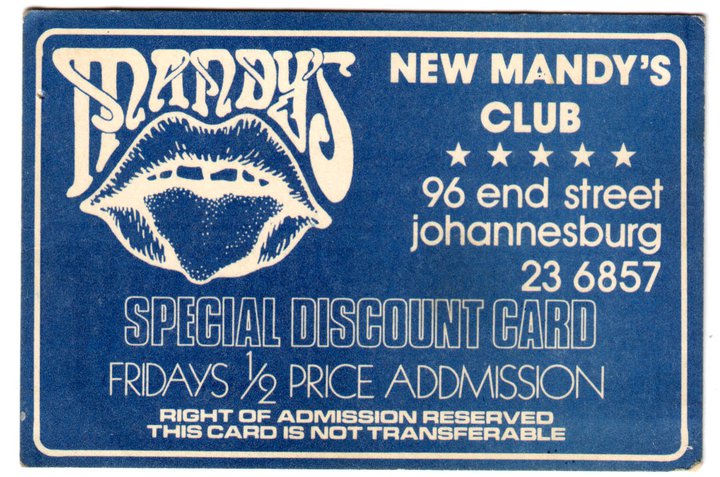 MANDY'S
NEW MANDY'S
CLUB
★ ★ ★ ★ ★
96 end street
johannesburg
23 6857
SPECIAL DISCOUNT CARD
FRIDAYS ½ PRICE ADDMISSION
RIGHT OF ADMISSION RESERVED
THIS CARD IS NOT TRANSFERABLE